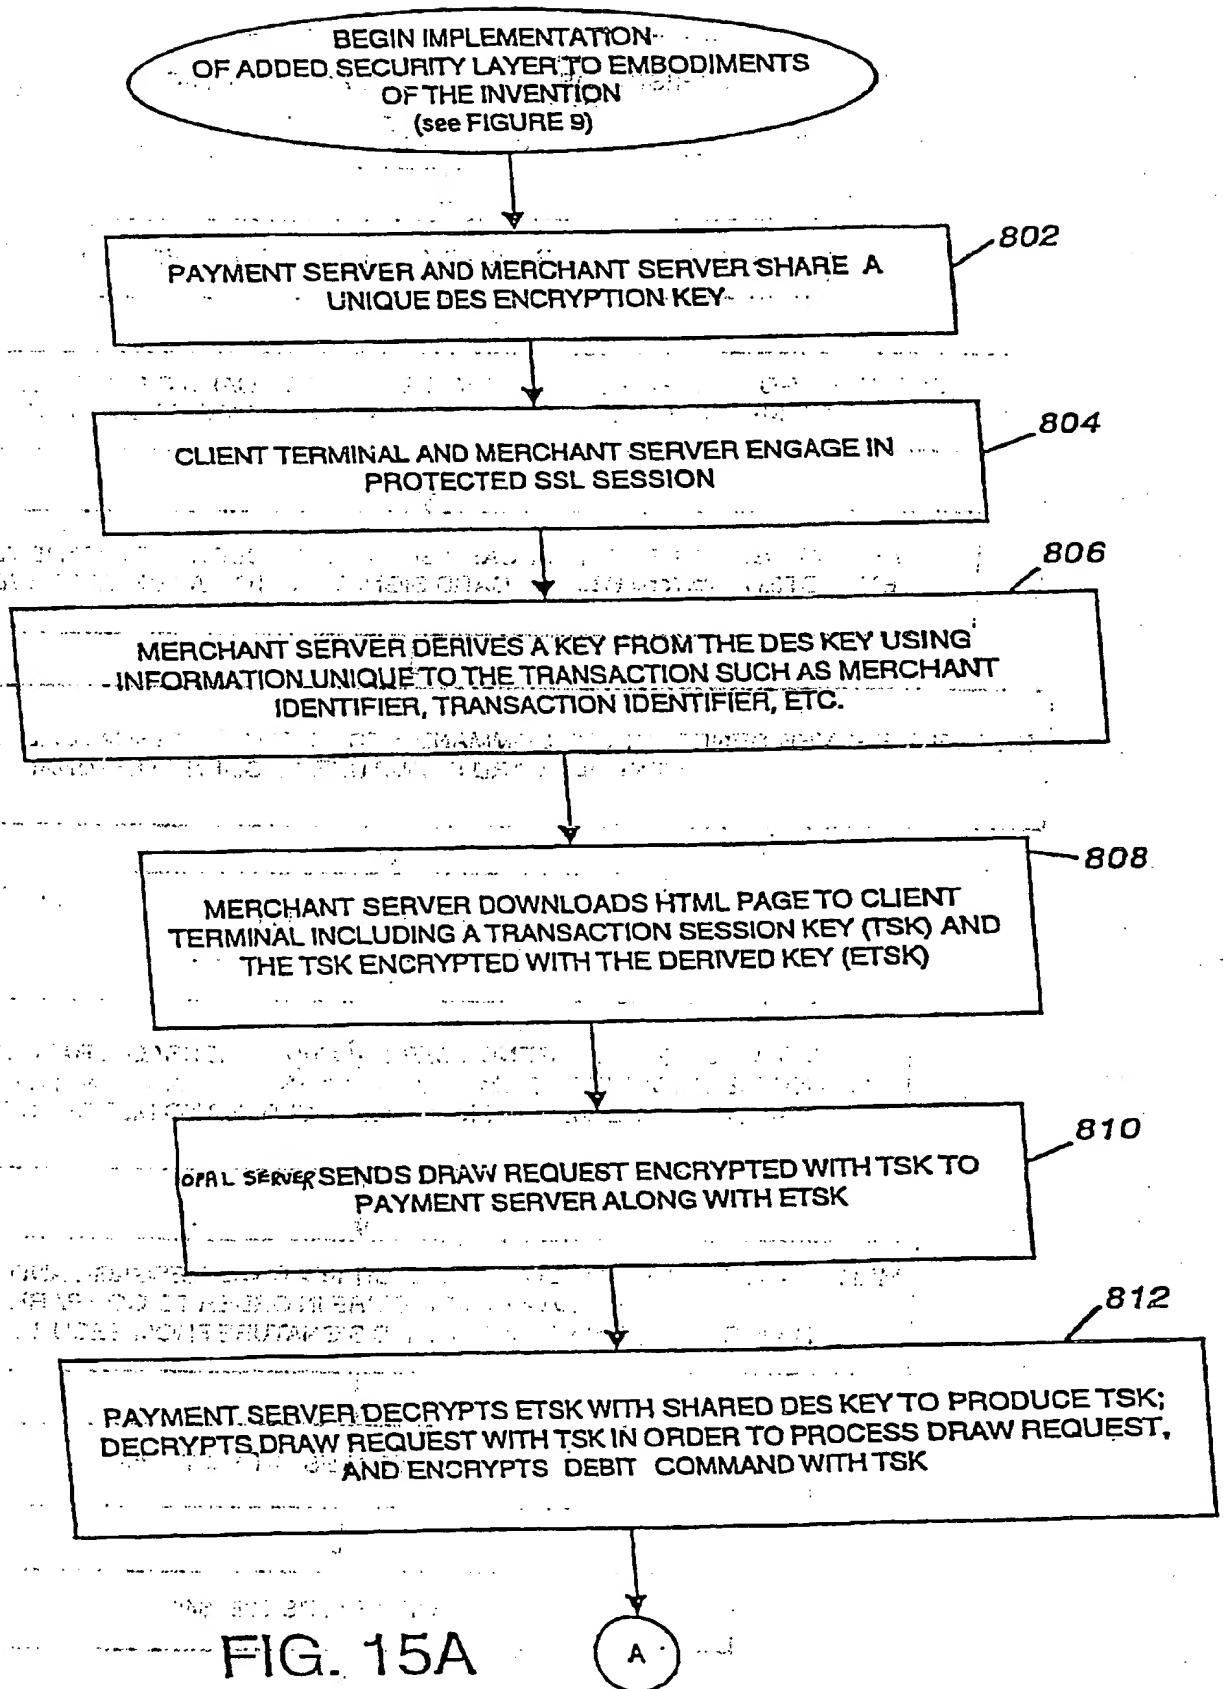 BEGIN IMPLEMENTATION
OF ADDED SECURITY LAYER TO EMBODIMENTS
OF THE INVENTION
(see FIGURE 9)
802
PAYMENT SERVER AND MERCHANT SERVER SHARE A
UNIQUE DES ENCRYPTION KEY
804
CLIENT TERMINAL AND MERCHANT SERVER ENGAGE IN
PROTECTED SSL SESSION
806
MERCHANT SERVER DERIVES A KEY FROM THE DES KEY USING
INFORMATION UNIQUE TO THE TRANSACTION SUCH AS MERCHANT
IDENTIFIER, TRANSACTION IDENTIFIER, ETC.
808
MERCHANT SERVER DOWNLOADS HTML PAGE TO CLIENT
TERMINAL INCLUDING A TRANSACTION SESSION KEY (TSK) AND
THE TSK ENCRYPTED WITH THE DERIVED KEY (ETSK)
810
OPAL SERVER SENDS DRAW REQUEST ENCRYPTED WITH TSK TO
PAYMENT SERVER ALONG WITH ETSK
812
PAYMENT SERVER DECRYPTS ETSK WITH SHARED DES KEY TO PRODUCE TSK;
DECRYPTS DRAW REQUEST WITH TSK IN ORDER TO PROCESS DRAW REQUEST,
AND ENCRYPTS DEBIT COMMAND WITH TSK
A
FIG. 15A